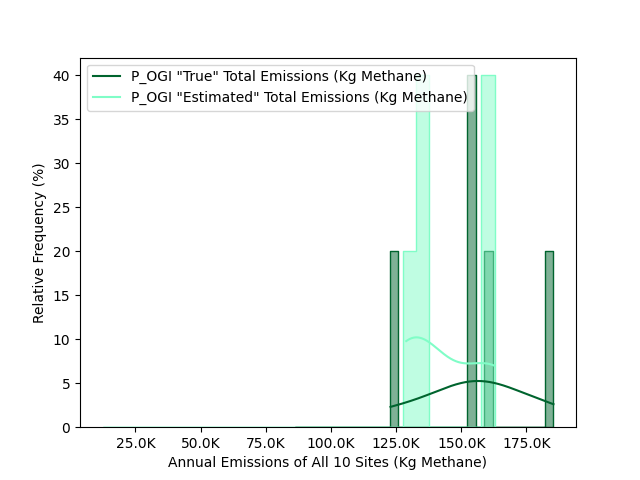 P_OGI "True" Total Emissions (Kg Methane)
P_OGI "Estimated" Total Emissions (Kg Methane)
40
35
30
25
20
15
10
5
0
Relative Frequency (%)
25.0K 50.0K 75.0K 100.0K 125.0K 150.0K 175.0K
Annual Emissions of All 10 Sites (Kg Methane)